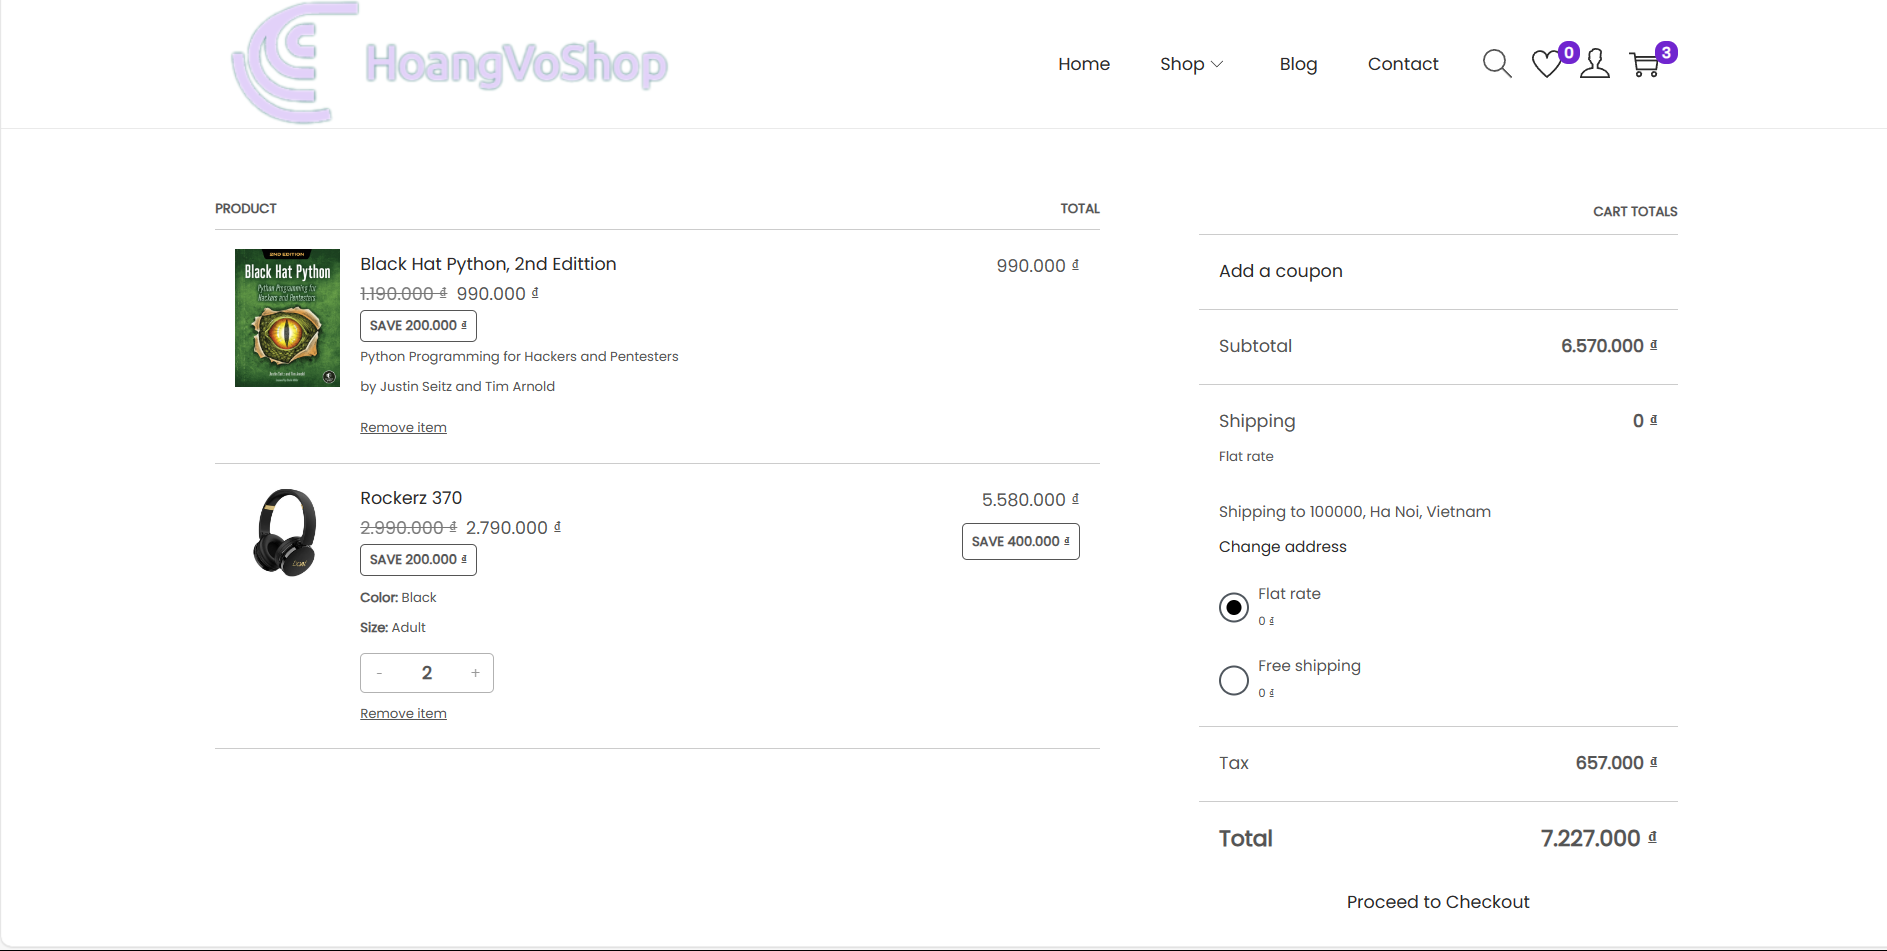 HoangVoShop
Home Shop Blog Contact 0 3
PRODUCT TOTAL
Black Hat Python, 2nd Edittion
1.190.000 ₫ 990.000 ₫
SAVE 200.000 ₫
Python Programming for Hackers and Pentesters
by Justin Seitz and Tim Arnold
Remove item
990.000 ₫
2ND EDITION
Black Hat Python
Python Programming for
Hackers and Pentesters
Rockerz 370
2.990.000 ₫ 2.790.000 ₫
SAVE 200.000 ₫
Color: Black
Size: Adult
- 2 +
Remove item
5.580.000 ₫
SAVE 400.000 ₫
CART TOTALS
Add a coupon
Subtotal 6.570.000 ₫
Shipping 0 ₫
Flat rate
Shipping to 100000, Ha Noi, Vietnam
Change address
Flat rate
0 ₫
Free shipping
0 ₫
Tax 657.000 ₫
Total 7.227.000 ₫
Proceed to Checkout